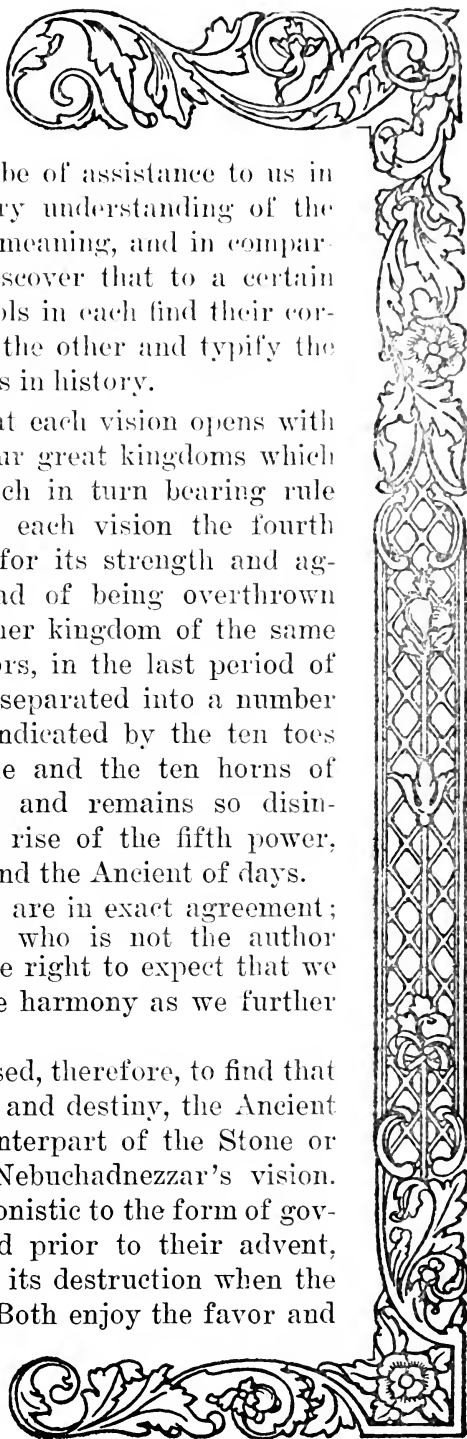 be of assistance to us in
ry understanding of the
meaning, and in compar-
scover that to a certain
ols in each find their cor-
the other and typify the
s in history.
at each vision opens with
ur great kingdoms which
ch in turn bearing rule
each vision the fourth
for its strength and ag-
ad of being overthrown
her kingdom of the same
ors, in the last period of
separated into a number
ndicated by the ten toes
e and the ten horns of
and remains so disin-
rise of the fifth power,
nd the Ancient of days.
are in exact agreement;
who is not the author
e right to expect that we
e harmony as we further
sed, therefore, to find that
and destiny, the Ancient
nterpart of the Stone or
Nebuchadnezzar's vision.
onistic to the form of gov-
d prior to their advent,
its destruction when the
Both enjoy the favor and